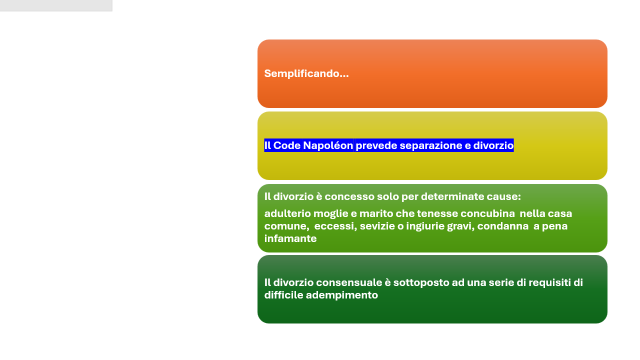 Semplificando...
Il Code Napoléon prevede separazione e divorzio
Il divorzio è concesso solo per determinate cause:
adulterio moglie e marito che tenesse concubina nella casa
comune, eccessi, sevizie o ingiurie gravi, condanna a pena
infamante
Il divorzio consensuale è sottoposto ad una serie di requisiti di
difficile adempimento